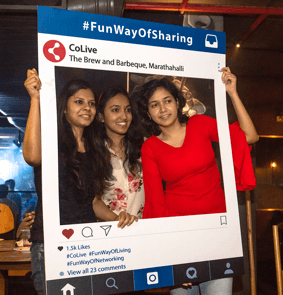 #FunWayOfSharing
CoLive
The Brew and Barbeque, Marathahalli
1.5k Likes
#CoLive #FunWayOfLiving
#FunWayOfNetworking
View all 23 comments